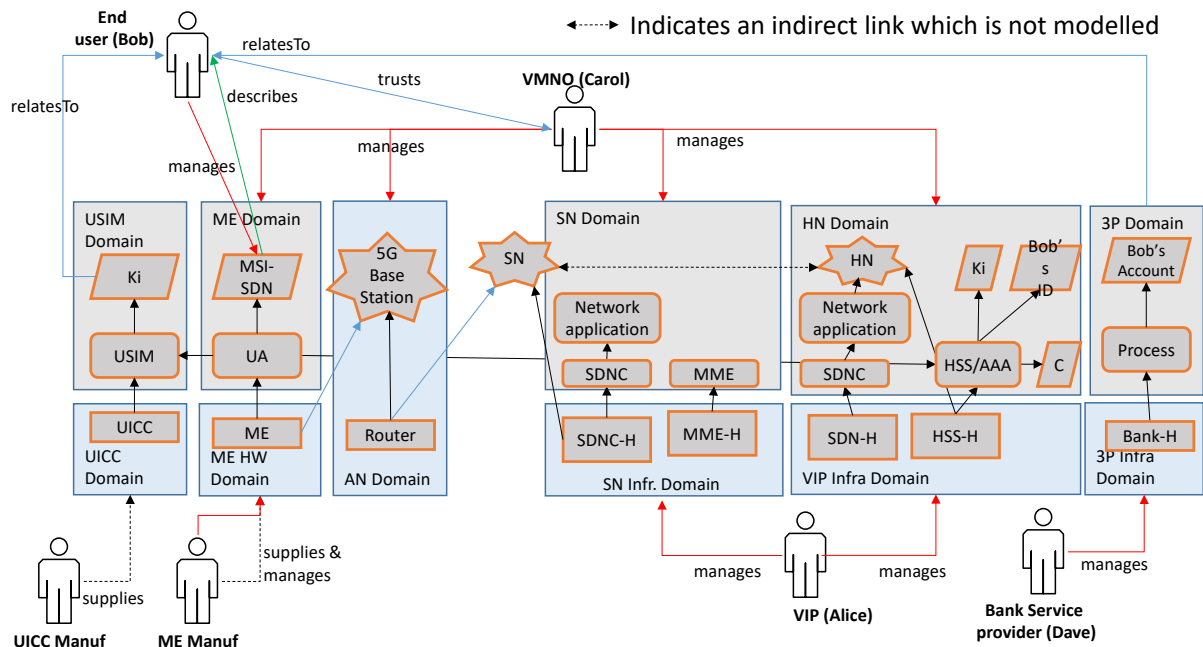 End
user (Bob)
Indicates an indirect link which is not modelled
relatesTo
VMNO (Carol)
trusts
relatesTo
describes
manages
manages
manages
USIM
Domain
ME Domain
SN Domain
HN Domain
3P Domain
5G
Base
Station
SN
HN
Ki
Bob'
s
ID
Bob's
Account
Ki
MSI-
SDN
Network
application
Network
application
USIM
UA
SDNC
MME
SDNC
HSS/AAA
C
Process
UICC
ME
Router
SDNC-H
MME-H
SDN-H
HSS-H
Bank-H
UICC
Domain
ME HW
Domain
AN Domain
SN Infr. Domain
VIP Infra Domain
3P Infra
Domain
supplies &
manages
supplies
manages
manages
manages
UICC Manuf
ME Manuf
VIP (Alice)
Bank Service
provider (Dave)